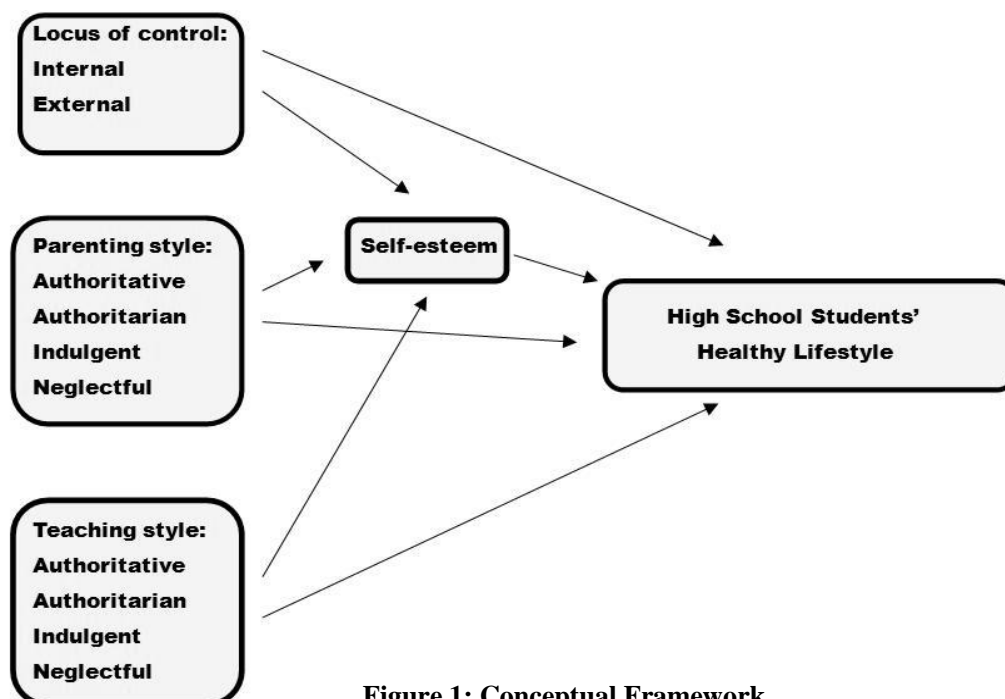 Locus of control:
Internal
External
Parenting style:
Authoritative
Authoritarian
Indulgent
Neglectful
Self-esteem
High School Students’
Healthy Lifestyle
Teaching style:
Authoritative
Authoritarian
Indulgent
Neglectful
Figure 1: Conceptual Framework